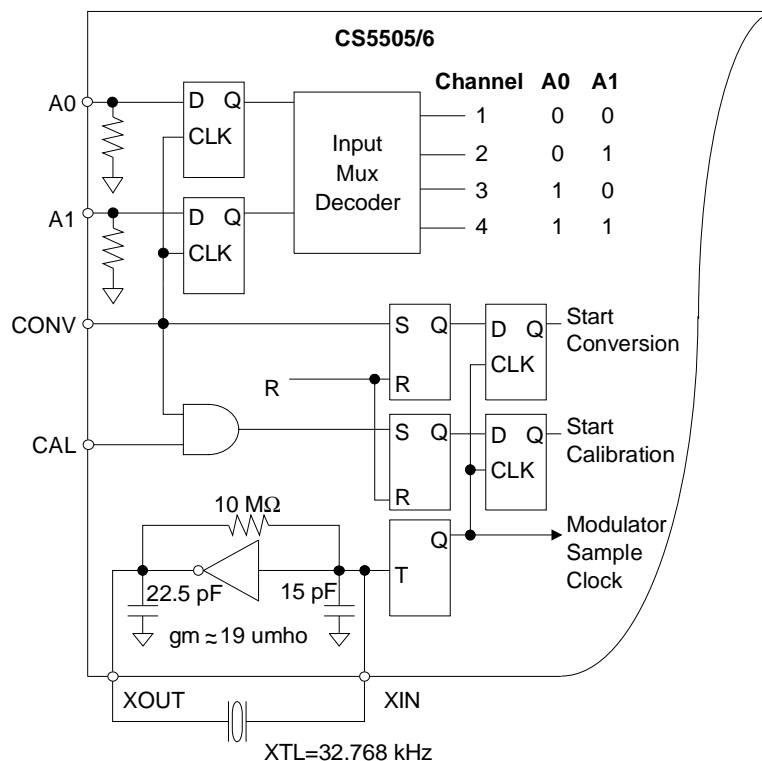 CS5505/6
Channel A0 A1
1 0 0
2 0 1
3 1 0
4 1 1
A0
D Q
CLK
Input
Mux
Decoder
A1
D Q
CLK
CONV
S Q
R
D Q
CLK
Start
Conversion
R
CAL
S Q
R
D Q
CLK
Start
Calibration
10 MΩ
T Q
Modulator
Sample
Clock
22.5 pF
15 pF
gm ≈ 19 umho
XOUT
XIN
XTL=32.768 kHz